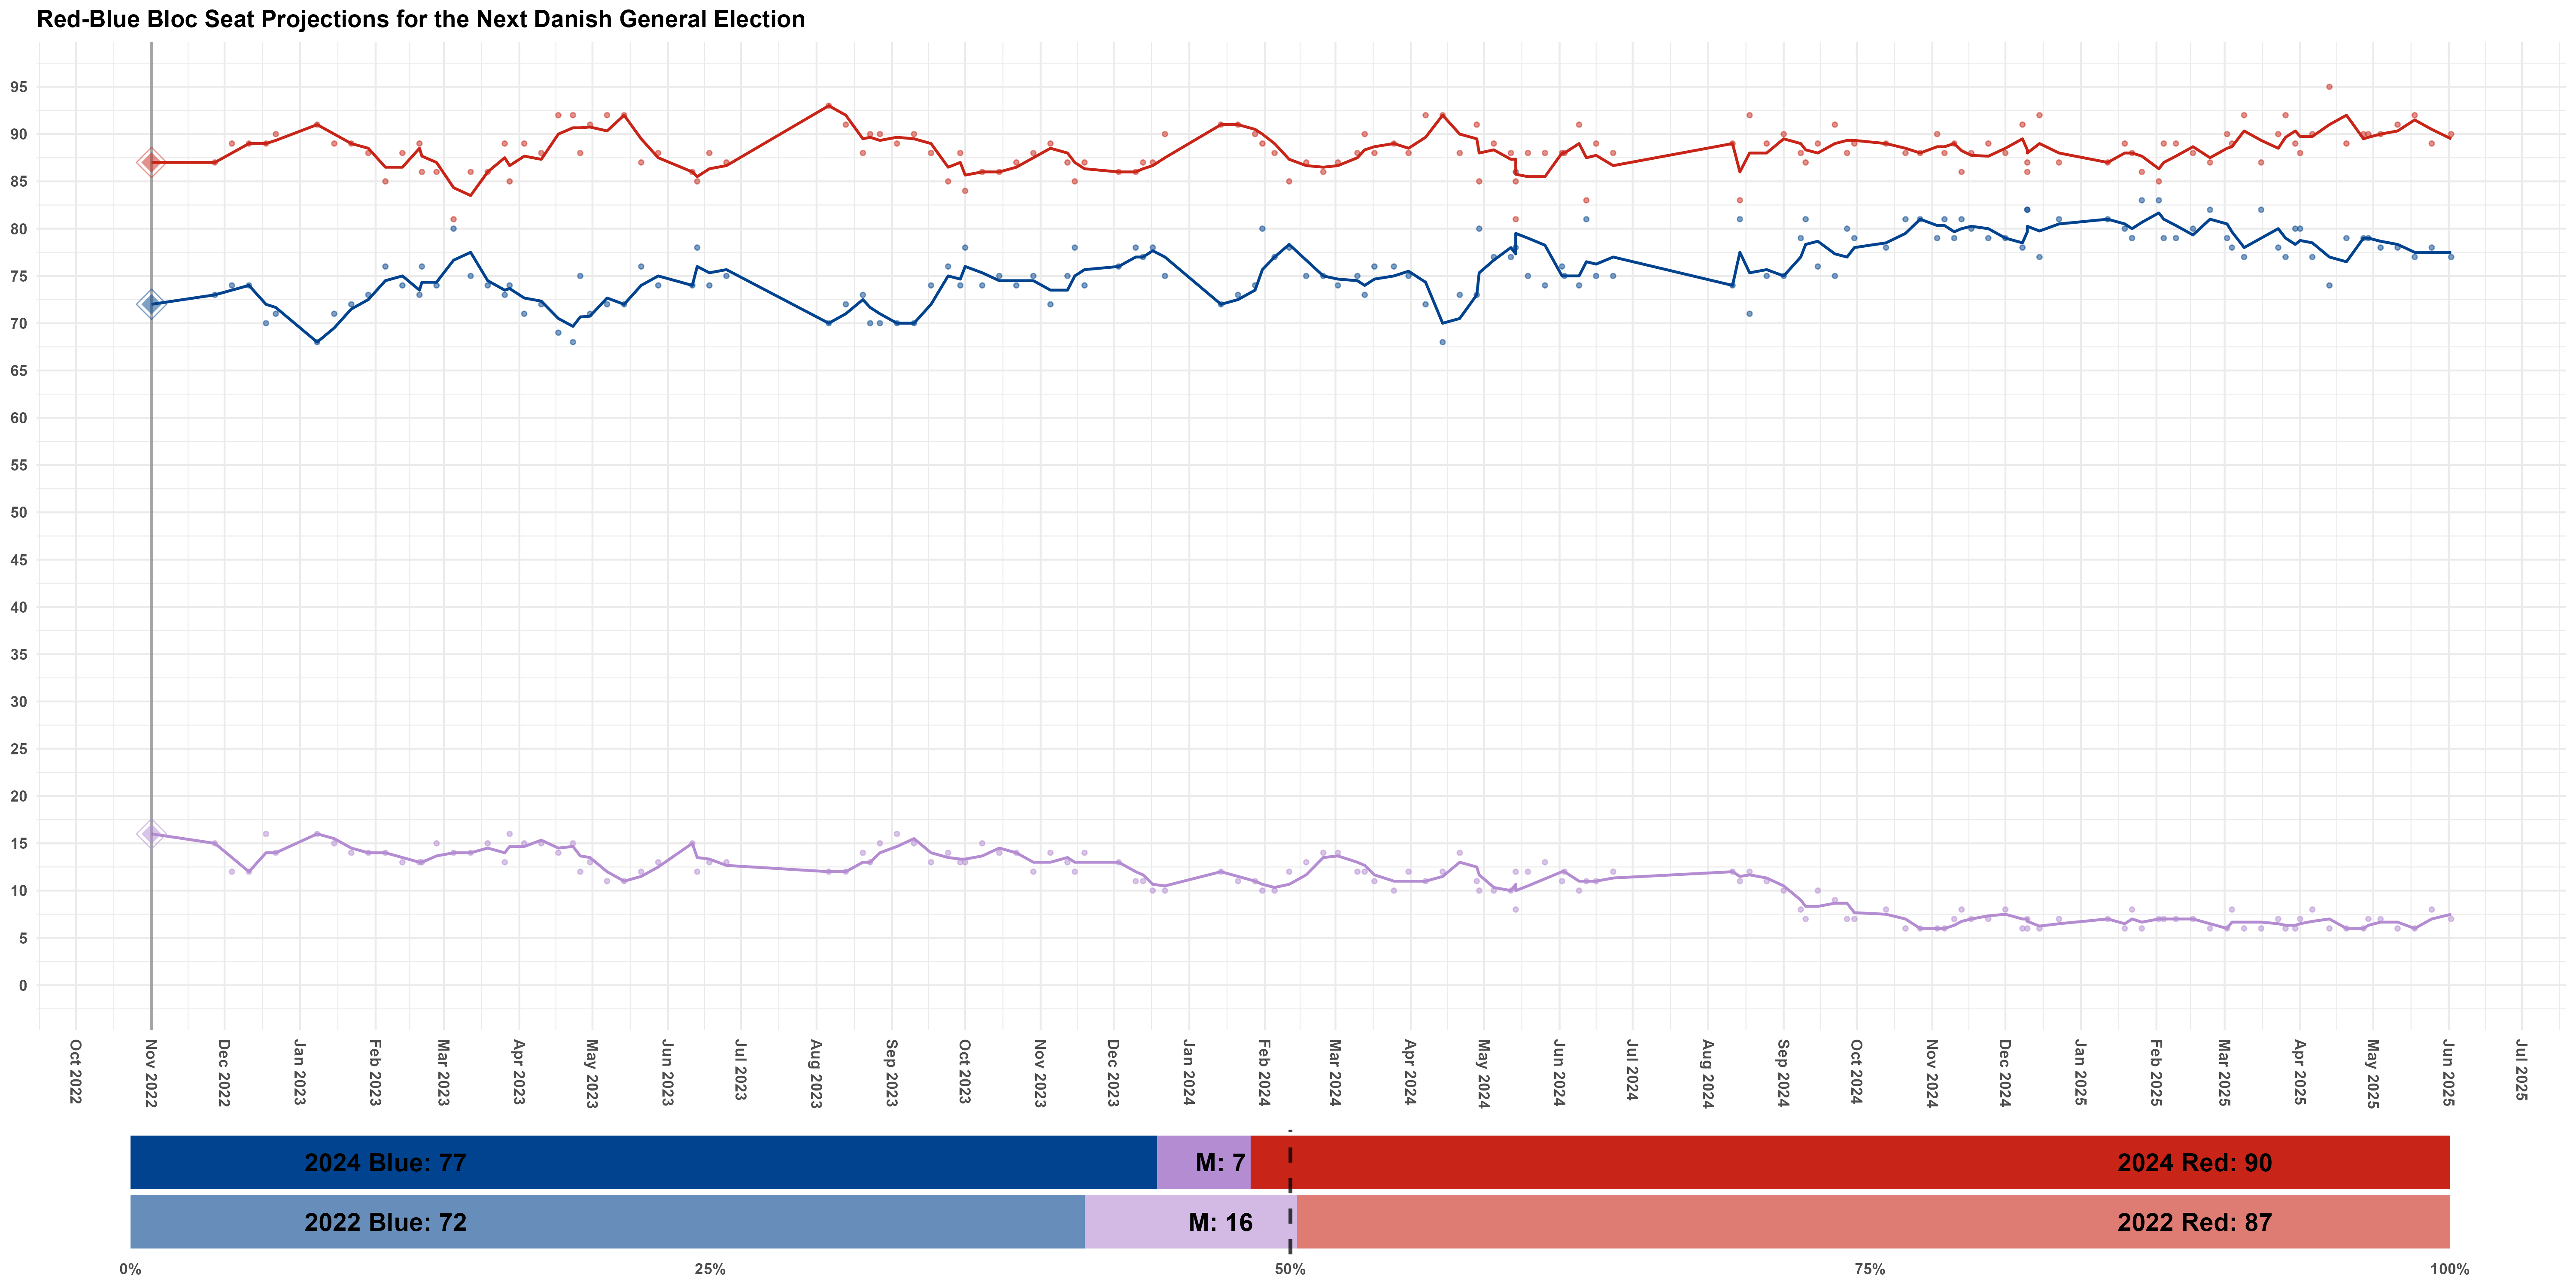 Red-Blue Bloc Seat Projections for the Next Danish General Election
95
90
85
80
75
70
65
60
55
50
45
40
35
30
25
20
15
10
5
0
Oct 2022
Nov 2022
Dec 2022
Jan 2023
Feb 2023
Mar 2023
Apr 2023
May 2023
Jun 2023
Jul 2023
Aug 2023
Sep 2023
Oct 2023
Nov 2023
Dec 2023
Jan 2024
Feb 2024
Mar 2024
Apr 2024
May 2024
Jun 2024
Jul 2024
Aug 2024
Sep 2024
Oct 2024
Nov 2024
Dec 2024
Jan 2025
Feb 2025
Mar 2025
Apr 2025
May 2025
Jun 2025
Jul 2025
2024 Blue: 77 M: 7 2024 Red: 90
2022 Blue: 72 M: 16 2022 Red: 87
0% 25% 50% 75% 100%